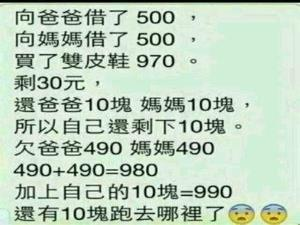 向爸爸借了 500 ，
向媽媽借了 500 ，
買了雙皮鞋 970 。
剩30元，
還爸爸10塊 媽媽10塊，
所以自己還剩下10塊。
欠爸爸490 媽媽490
490+490=980
加上自己的10塊=990
還有10塊跑去哪裡了😨😨